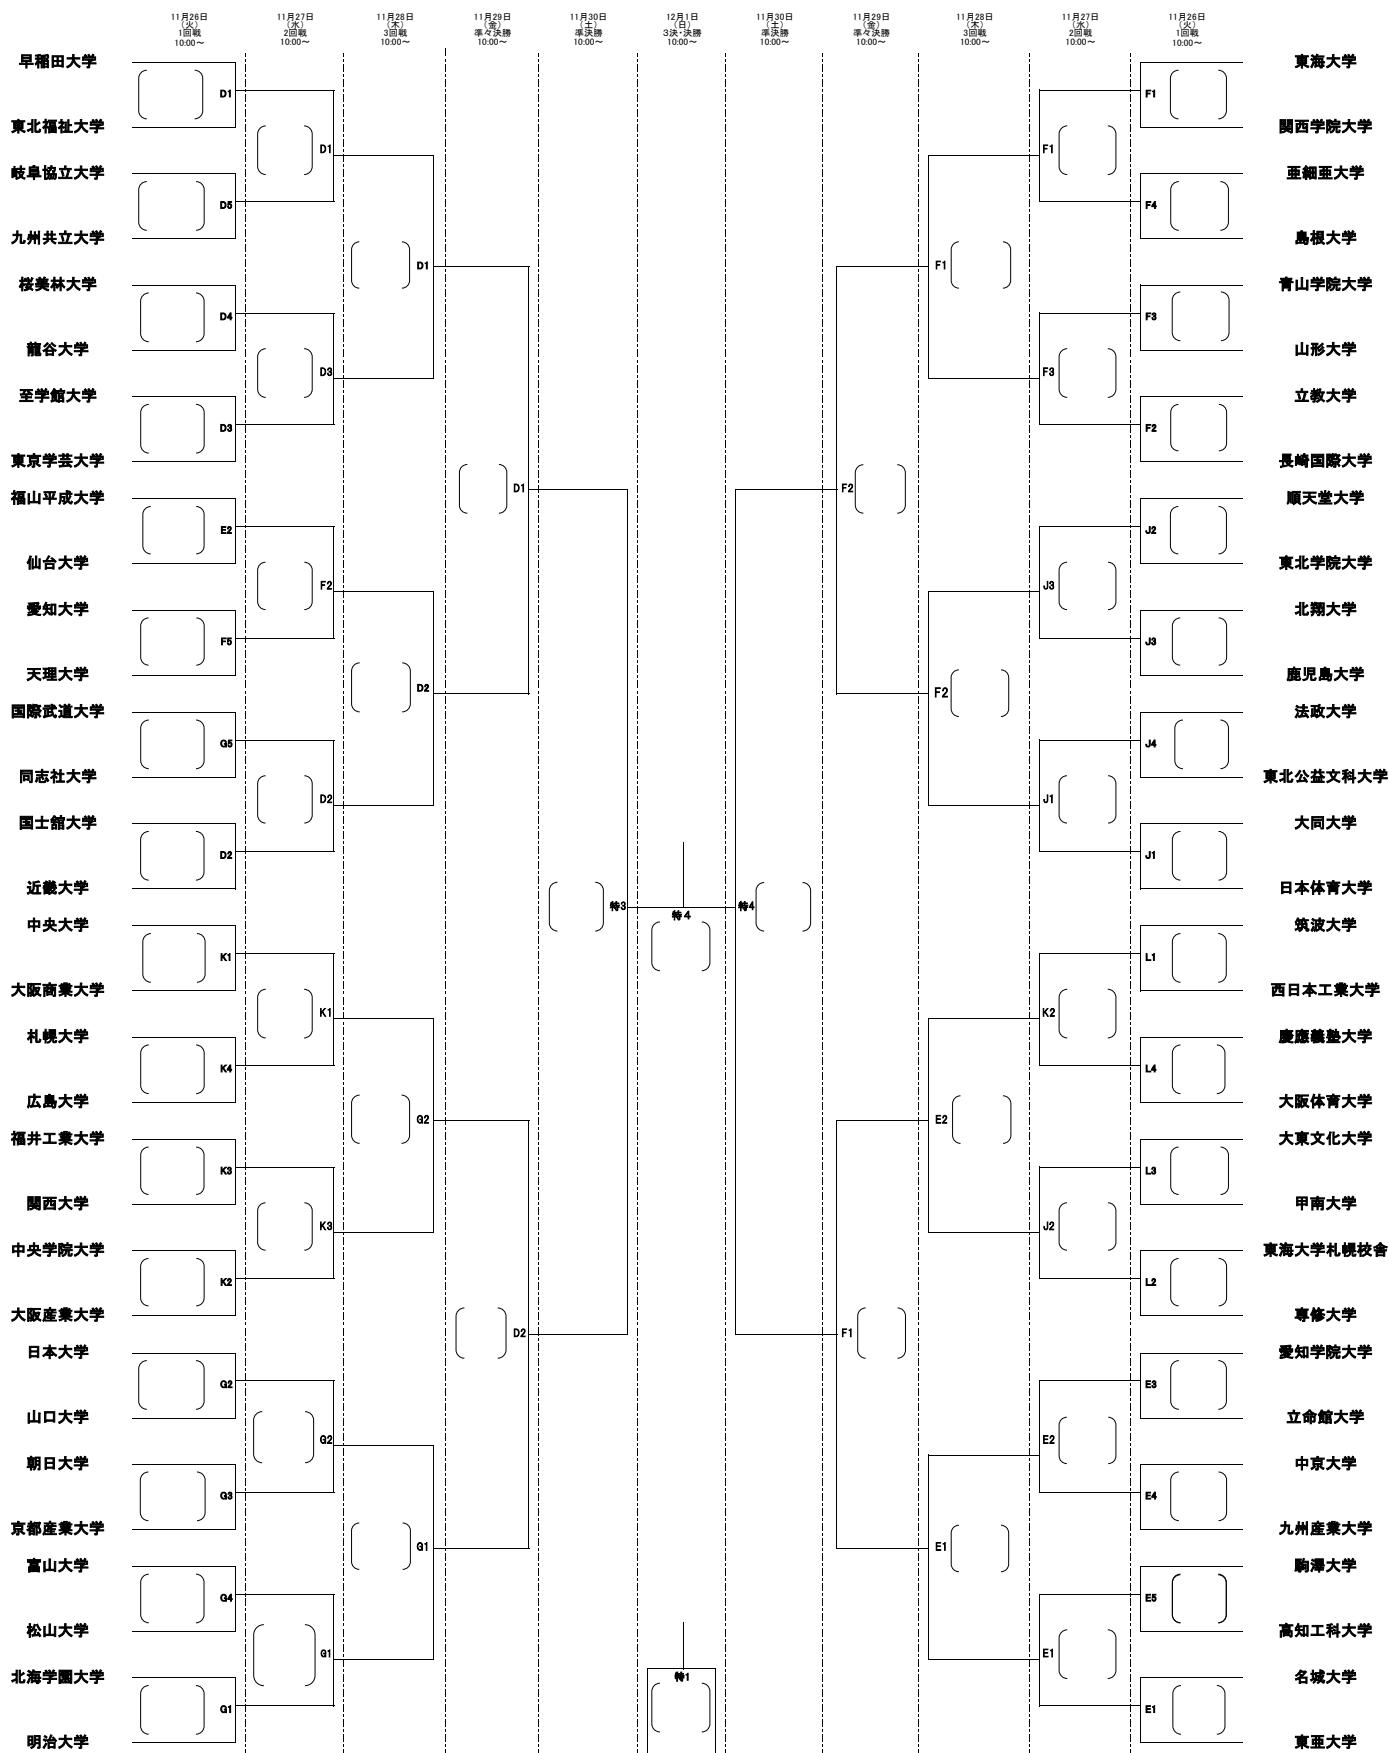 11月26日
(火)
1回戦
10:00～
11月27日
(水)
2回戦
10:00～
11月28日
(木)
3回戦
10:00～
11月29日
(金)
準々決勝
10:00～
11月30日
(土)
準決勝
10:00～
12月1日
(日)
3決・決勝
10:00～
11月30日
(土)
準決勝
10:00～
11月29日
(金)
準々決勝
10:00～
11月28日
(木)
3回戦
10:00～
11月27日
(水)
2回戦
10:00～
11月26日
(火)
1回戦
10:00～
早稲田大学
D1
東北福祉大学
D1
岐阜協立大学
D5
九州共立大学
D1
桜美林大学
D4
龍谷大学
D3
至学館大学
D3
東京学芸大学
D1
福山平成大学
E2
仙台大学
F2
愛知大学
F5
天理大学
D2
国際武道大学
G5
同志社大学
D2
国士舘大学
D2
近畿大学
特3
中央大学
K1
大阪商業大学
K1
札幌大学
K4
広島大学
G2
福井工業大学
K3
関西大学
K3
中央学院大学
K2
大阪産業大学
D2
日本大学
G2
山口大学
G2
朝日大学
G3
京都産業大学
G1
富山大学
G4
松山大学
G1
北海学園大学
G1
明治大学
特４
特1
東海大学
F1
関西学院大学
F1
亜細亜大学
F4
島根大学
F1
青山学院大学
F3
山形大学
F3
立教大学
F2
長崎国際大学
F2
順天堂大学
J2
東北学院大学
J3
北翔大学
J3
鹿児島大学
F2
法政大学
J4
東北公益文科大学
J1
大同大学
J1
日本体育大学
特4
筑波大学
L1
西日本工業大学
K2
慶應義塾大学
L4
大阪体育大学
E2
大東文化大学
L3
甲南大学
J2
東海大学札幌校舎
L2
専修大学
F1
愛知学院大学
E3
立命館大学
E2
中京大学
E4
九州産業大学
E1
駒澤大学
E5
高知工科大学
E1
名城大学
E1
東亜大学